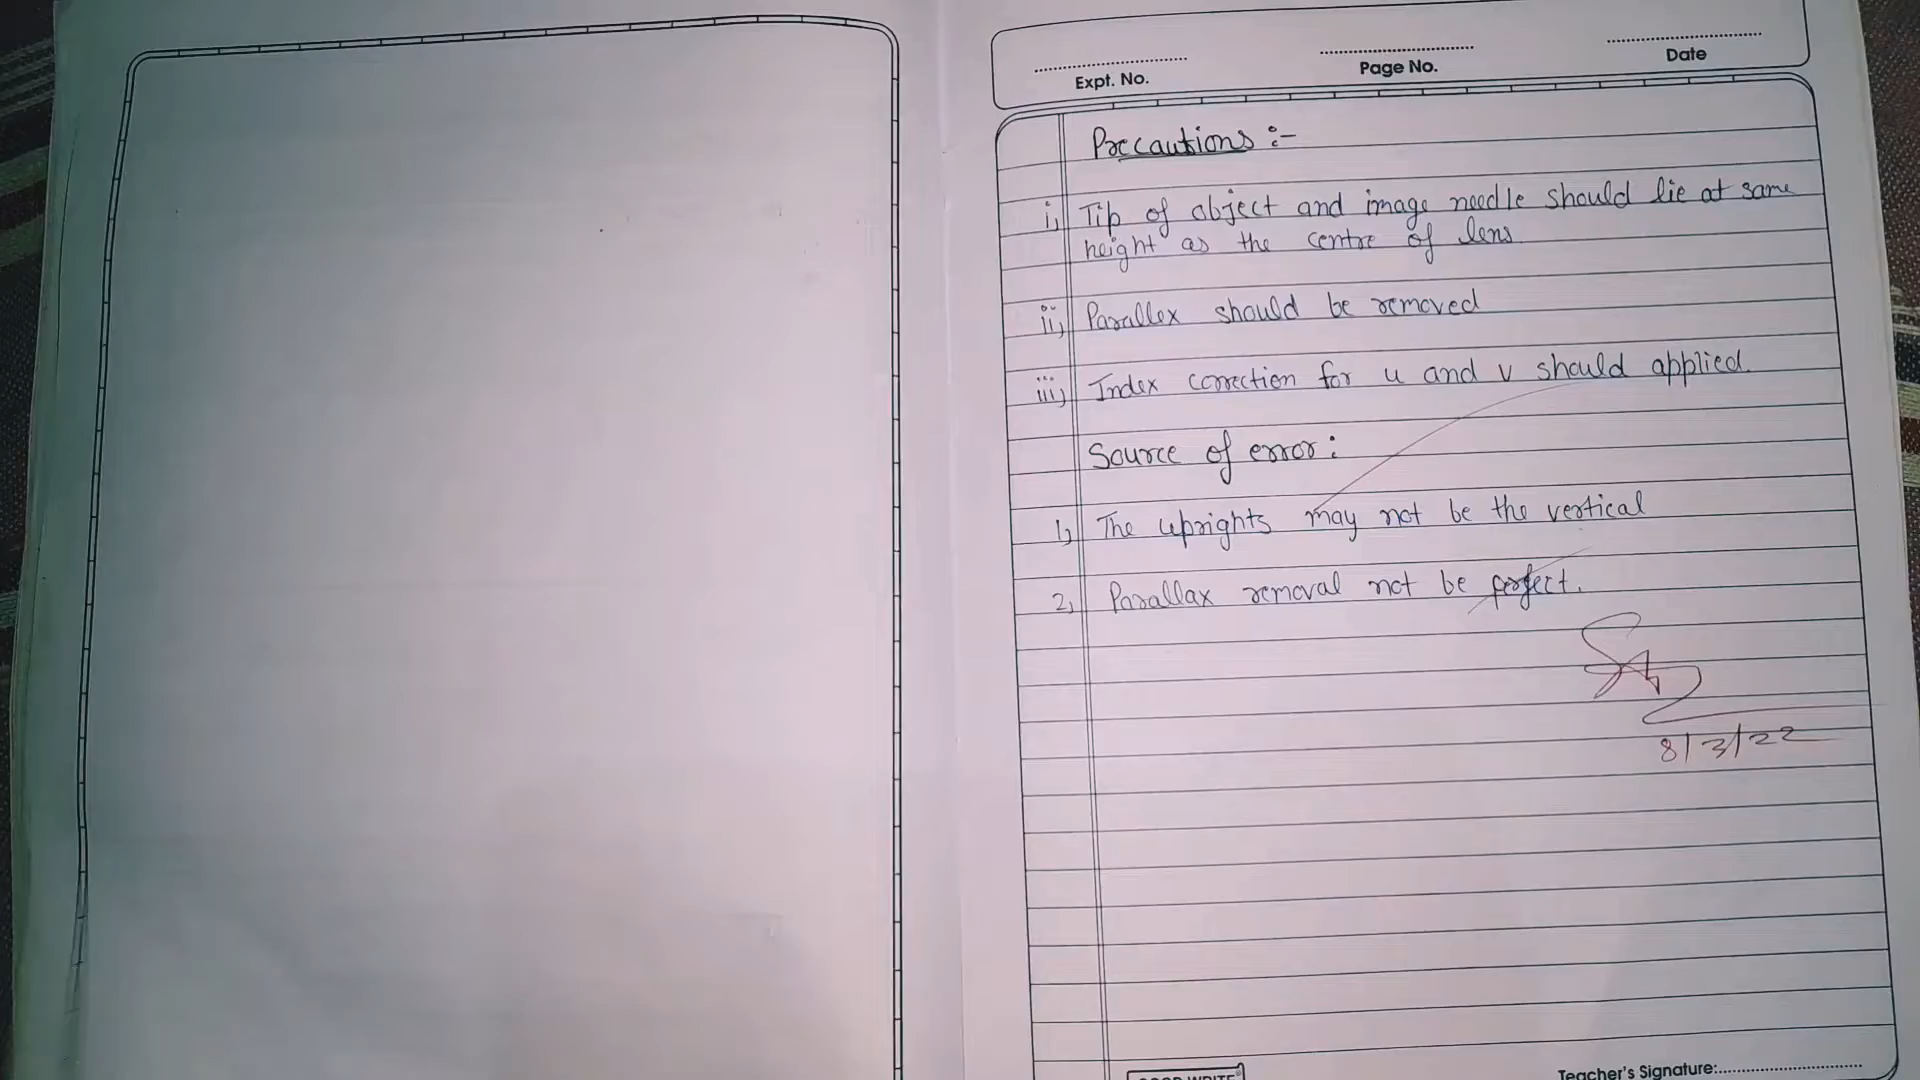 Expt. No.
Page No.
Date
Precautions :-
i, Tip of object and image needle should lie at same
height as the centre of lens
ii, Parallex should be removed
iii, Index correction for u and v should applied.
Source of error :
1, The uprights may not be the vertical
2, Parallax removal not be perfect.
8/3/22
Teacher's Signature: